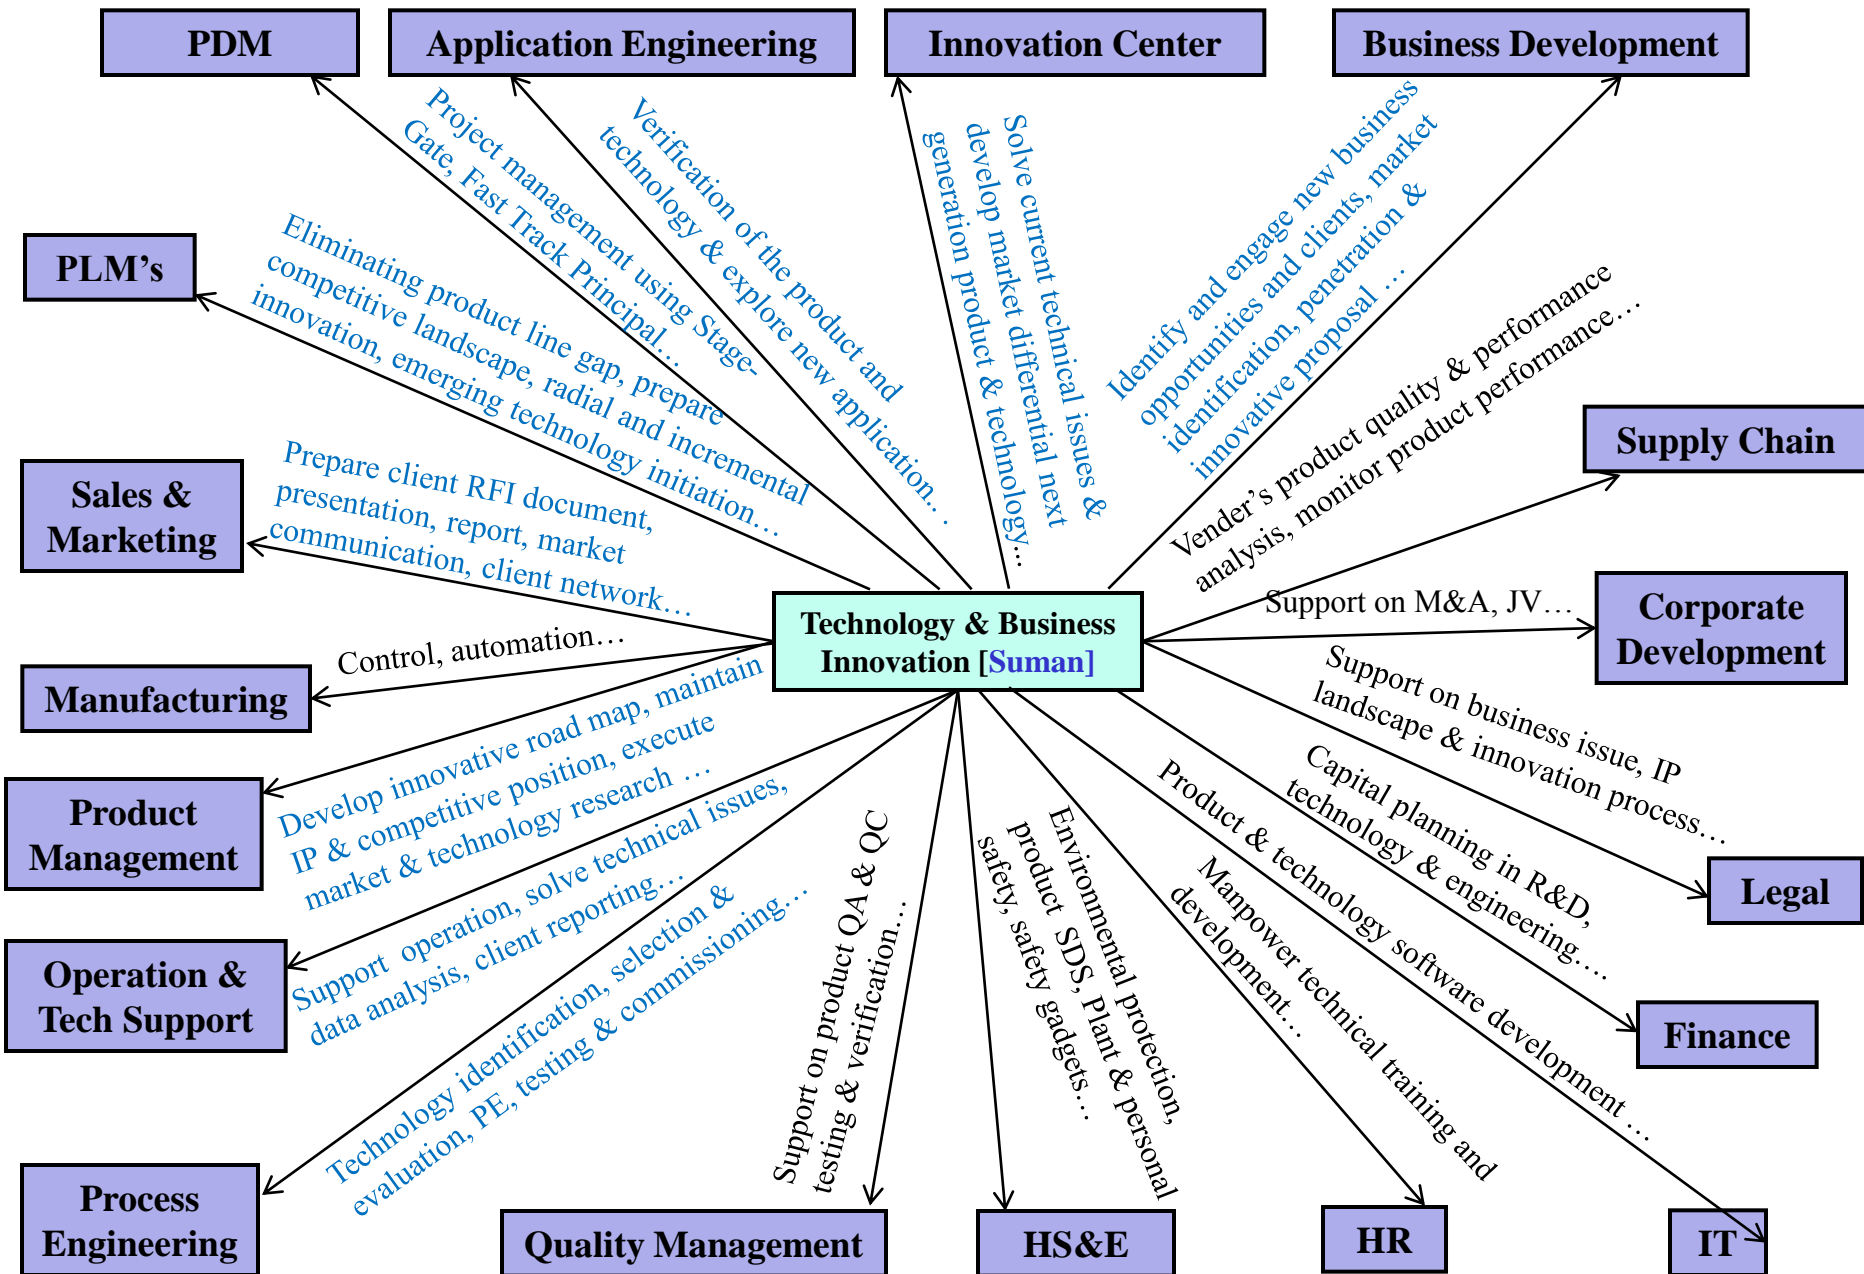 PDM
Application Engineering
Innovation Center
Business Development
Project management using Stage-
Gate, Fast Track Principal…
Verification of the product and
technology & explore new application.. .
Solve current technical issues &
develop market differential next
generation product & technology...
Identify and engage new business
opportunities and clients, market
identification, penetration &
innovative proposal …
PLM’s
Eliminating product line gap, prepare
competitive landscape, radial and incremental
innovation, emerging technology initiation…
Vender’s product quality & performance
analysis, monitor product performance…
Supply Chain
Sales &
Marketing
Prepare client RFI document,
presentation, report, market
communication, client network…
Technology & Business
Innovation [Suman]
Support on M&A, JV…
Corporate
Development
Control, automation…
Manufacturing
Support on business issue, IP
landscape & innovation process…
Legal
Product
Management
Develop innovative road map, maintain
IP & competitive position, execute
market & technology research …
Capital planning in R&D,
technology & engineering….
Finance
Operation &
Tech Support
Support  operation, solve technical issues,
data analysis, client reporting…
Product & technology software development …
IT
Process
Engineering
Technology identification, selection &
evaluation, PE, testing & commissioning…
Support on product QA & QC
testing & verification…
Quality Management
Environmental protection,
product  SDS, Plant & personal
safety, safety gadgets…
HS&E
Manpower technical training and
development…
HR